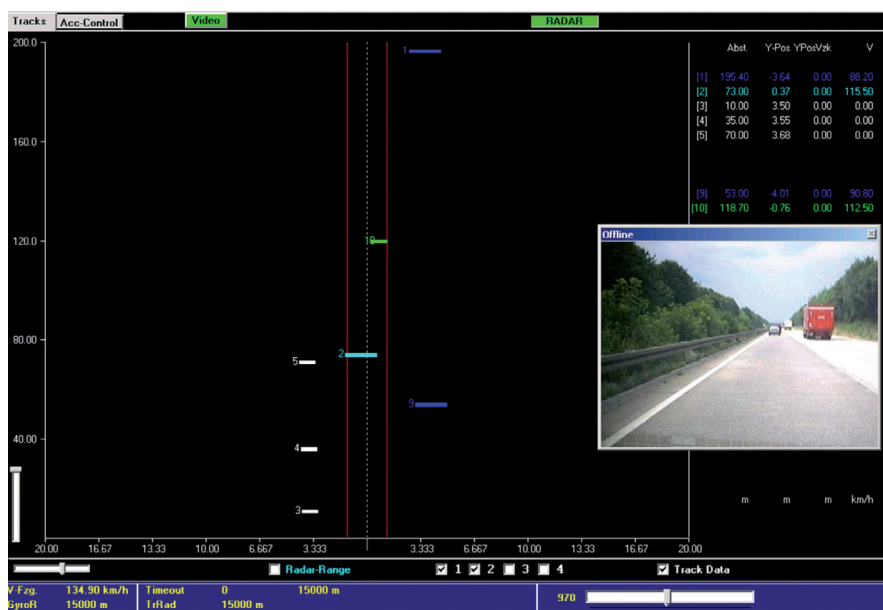 Tracks Acc-Control Video RADAR
200.0
160.0
120.0
80.00
40.00
1
10
2
5
9
4
3
20.00 16.67 13.33 10.00 6.667 3.333 3.333 6.667 10.00 13.33 16.67 20.00
Abst. Y-Pos YPosVzk V
[1] 195.40 -3.64 0.00 88.20
[2] 73.00 0.37 0.00 115.50
[3] 10.00 3.50 0.00 0.00
[4] 35.00 3.55 0.00 0.00
[5] 70.00 3.68 0.00 0.00
[9] 53.00 -4.01 0.00 90.80
[10] 118.70 -0.76 0.00 112.50
Offline
m m m km/h
Radar-Range 1 2 3 4 Track Data
V-Fzg. 134.90 km/h Timeout 0 15000 m
GyroR 15000 m TrRad 15000 m
970